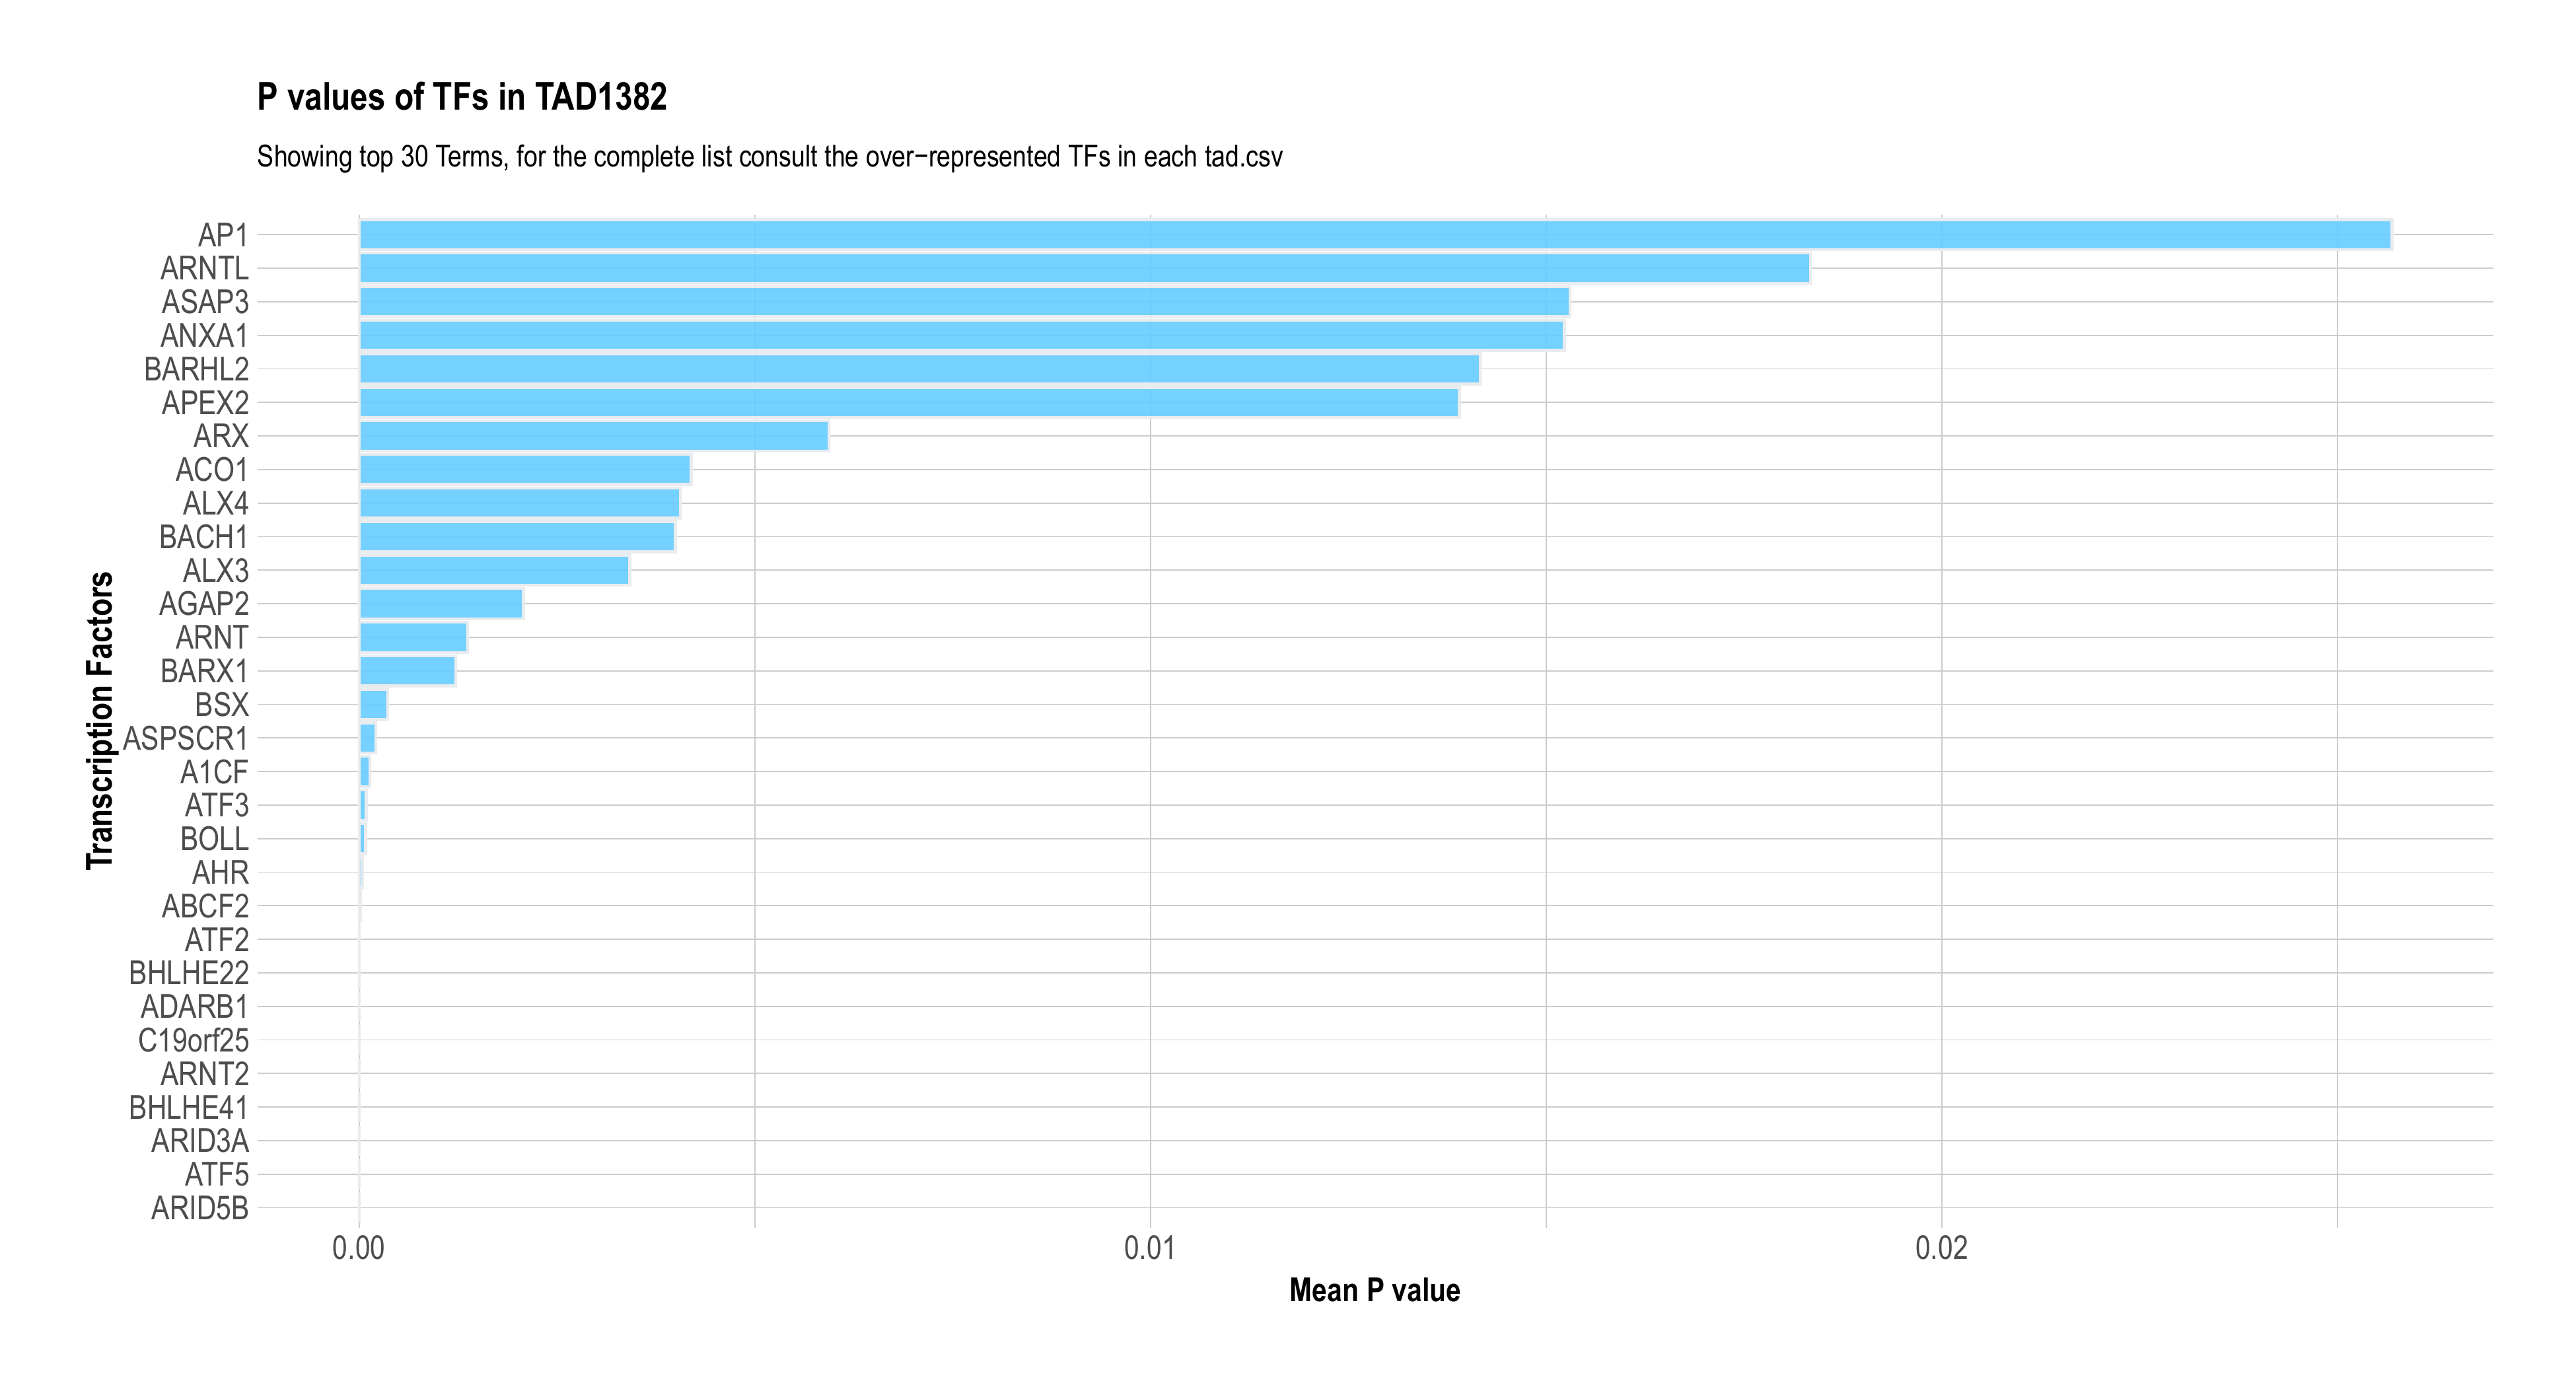 P values of TFs in TAD1382
Showing top 30 Terms, for the complete list consult the over−represented TFs in each tad.csv
Transcription Factors
AP1
ARNTL
ASAP3
ANXA1
BARHL2
APEX2
ARX
ACO1
ALX4
BACH1
ALX3
AGAP2
ARNT
BARX1
BSX
ASPSCR1
A1CF
ATF3
BOLL
AHR
ABCF2
ATF2
BHLHE22
ADARB1
C19orf25
ARNT2
BHLHE41
ARID3A
ATF5
ARID5B
0.00 0.01 0.02
Mean P value